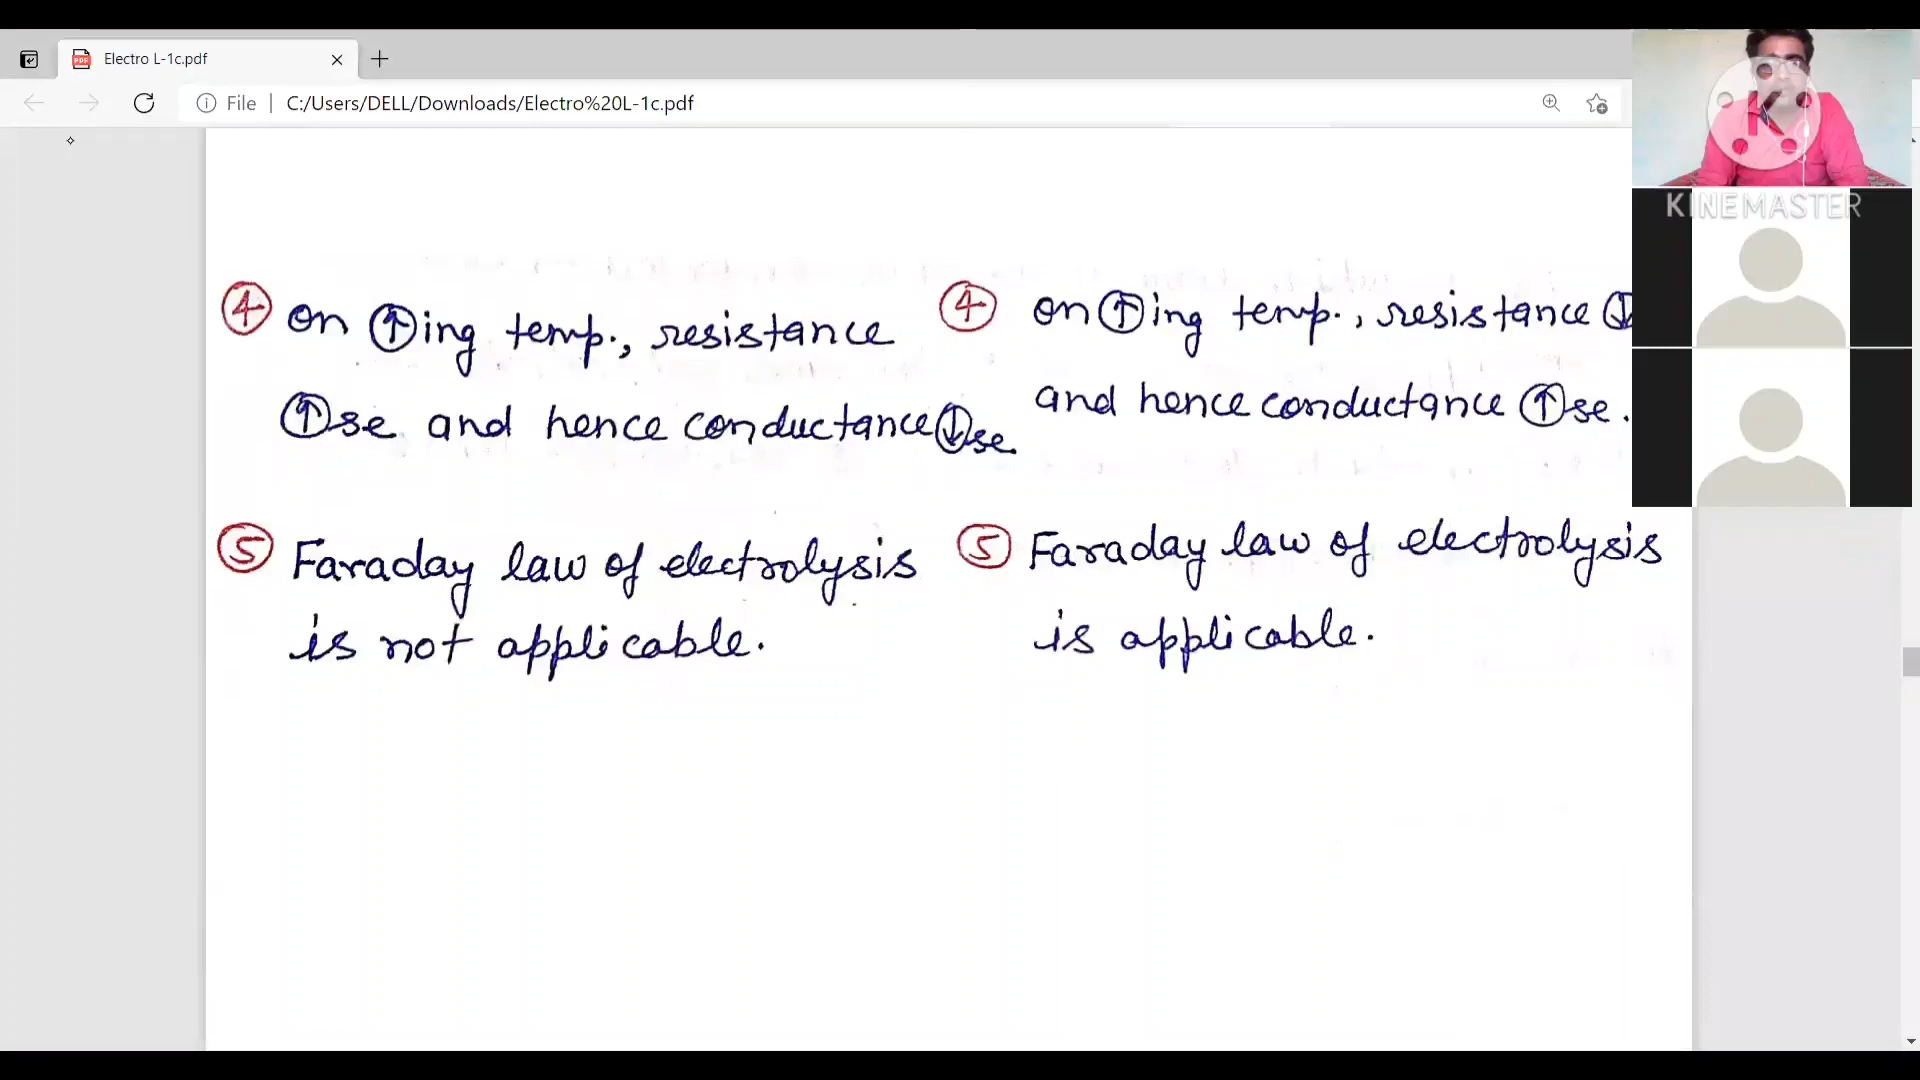 Electro L-1c.pdf
File | C:/Users/DELL/Downloads/Electro%20L-1c.pdf
KINEMASTER
④ on ↑ing temp., resistance
↑se and hence conductance ↓se.
⑤ Faraday law of electrolysis
is not applicable.
④ on ↑ing temp., resistance ↓
and hence conductance ↑se.
⑤ Faraday law of electrolysis
is applicable.